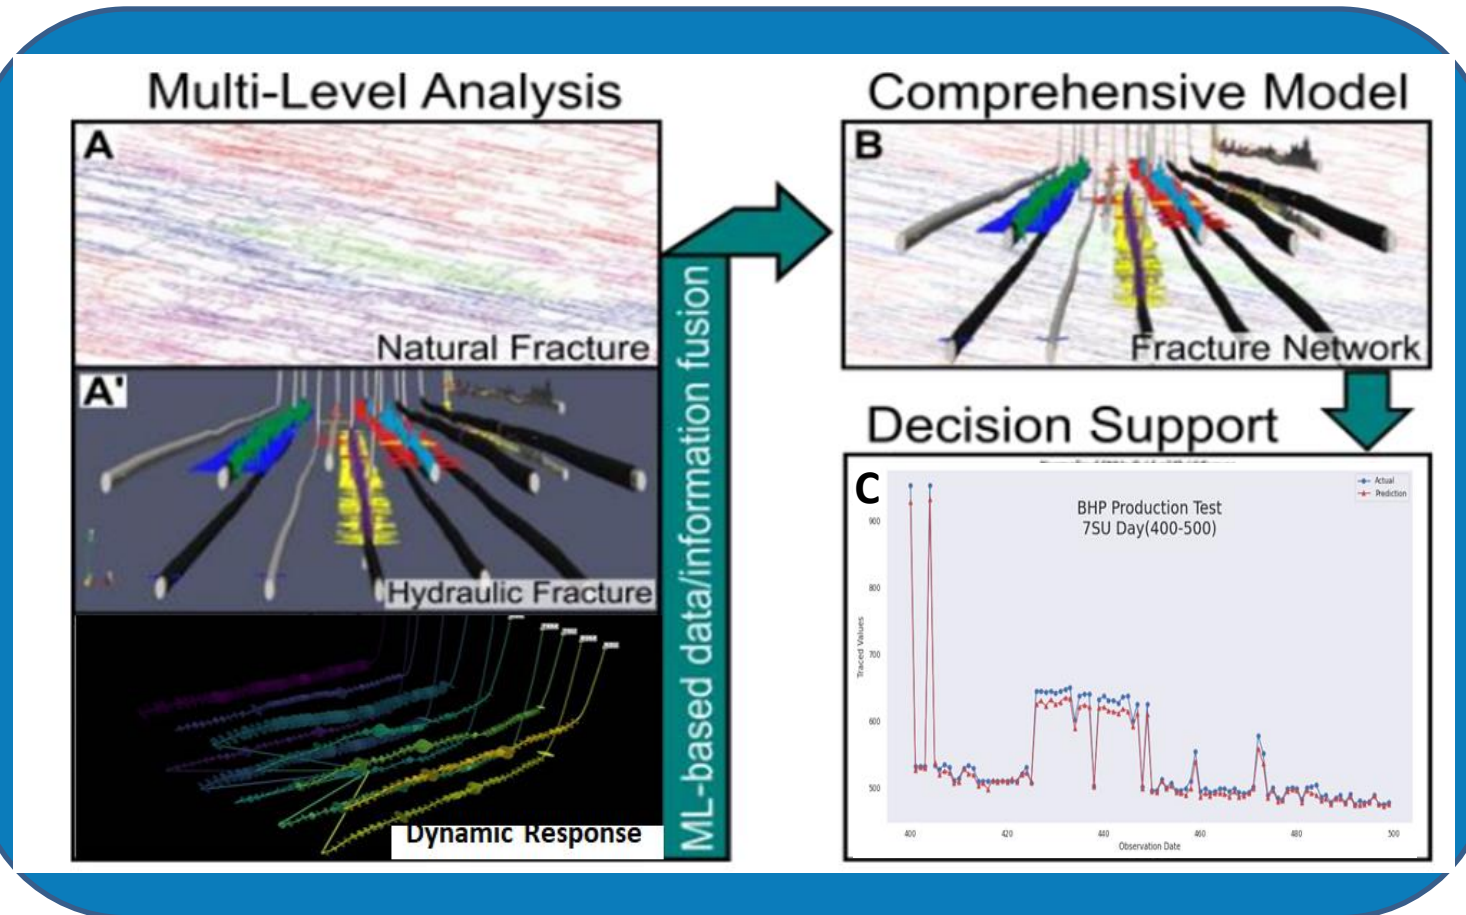 Multi-Level Analysis
A
Natural Fracture
A'
Hydraulic Fracture
Dynamic Response
ML-based data/information fusion
Comprehensive Model
B
Fracture Network
Decision Support
C
BHP Production Test
7SU Day(400-500)
Actual
Prediction
Traced Values
900
800
700
600
500
400 420 440 460 480 500
Observation Date